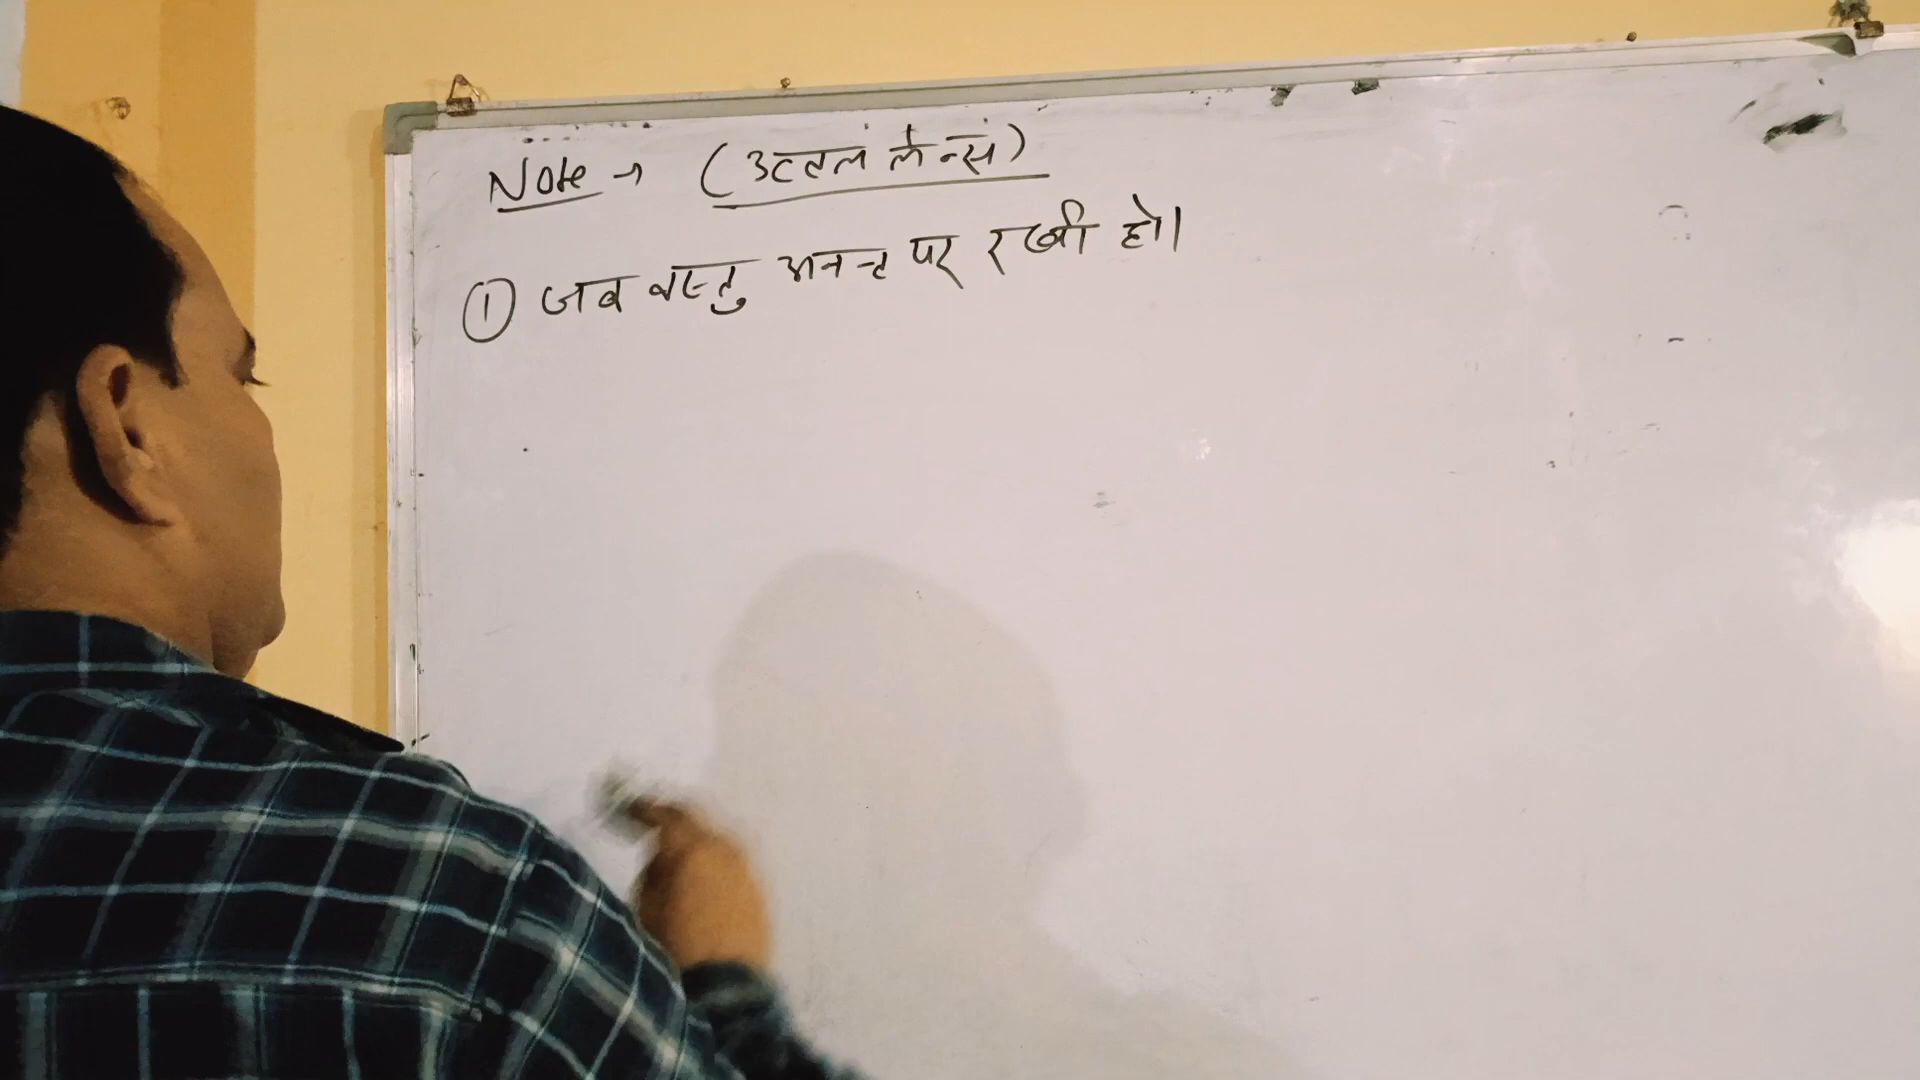 Note → (उत्तल लेन्स)
① जब वस्तु अनन्त पर रखी हो।